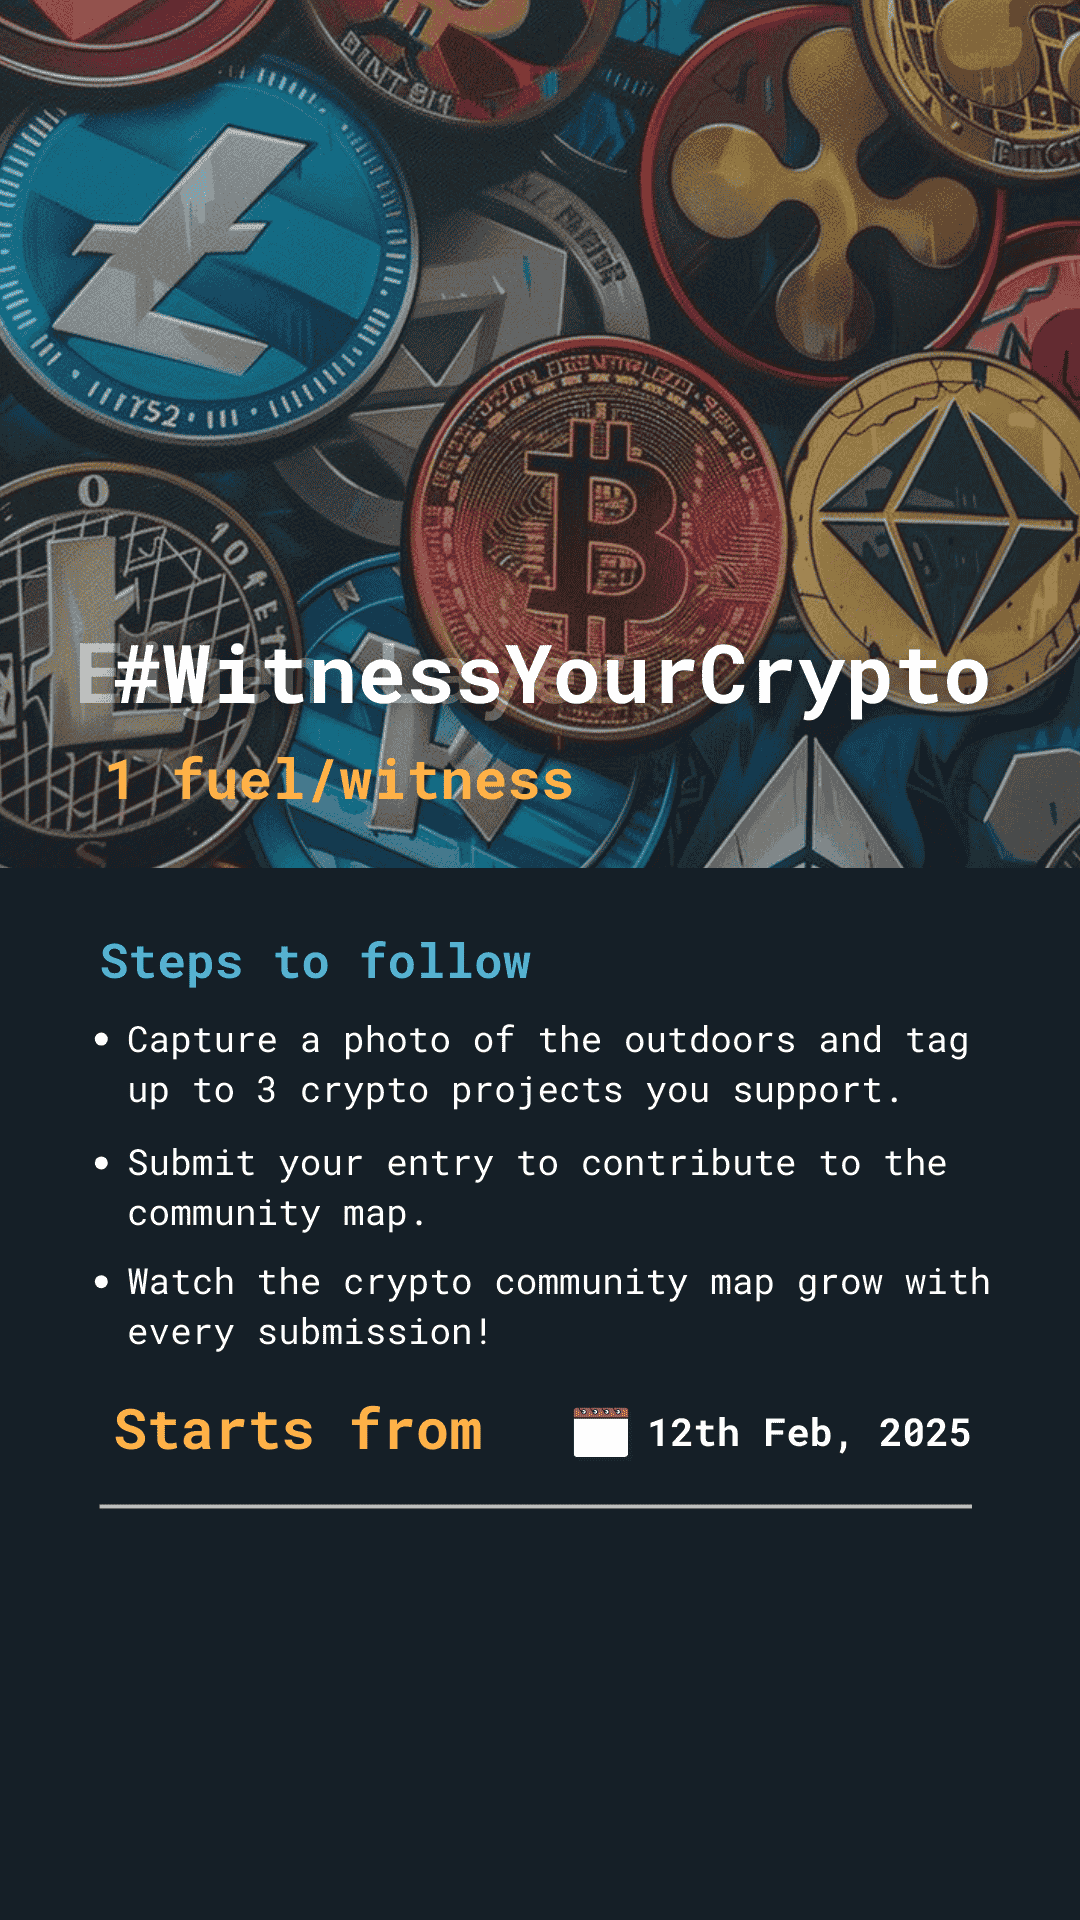 #WitnessYourCrypto
1 fuel/witness
Steps to follow
• Capture a photo of the outdoors and tag
up to 3 crypto projects you support.
• Submit your entry to contribute to the
community map.
• Watch the crypto community map grow with
every submission!
Starts from
12th Feb, 2025